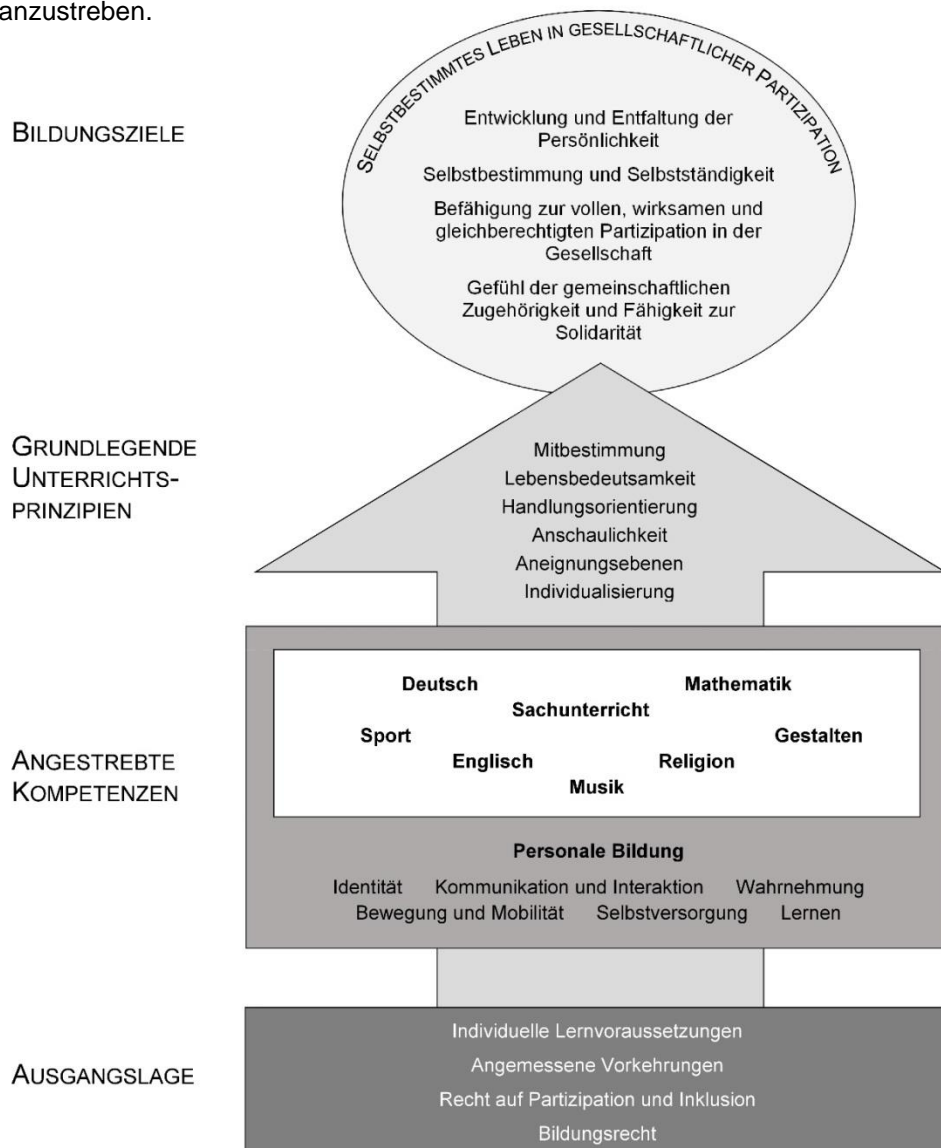 anzustreben.
SELBSTBESTIMMTES LEBEN IN GESELLSCHAFTLICHER PARTIZIPATION
BILDUNGSZIELE
Entwicklung und Entfaltung der
Persönlichkeit
Selbstbestimmung und Selbstständigkeit
Befähigung zur vollen, wirksamen und
gleichberechtigten Partizipation in der
Gesellschaft
Gefühl der gemeinschaftlichen
Zugehörigkeit und Fähigkeit zur
Solidarität
GRUNDLEGENDE
UNTERRICHTS-
PRINZIPIEN
Mitbestimmung
Lebensbedeutsamkeit
Handlungsorientierung
Anschaulichkeit
Aneignungsebenen
Individualisierung
ANGESTREBTE
KOMPETENZEN
Deutsch Mathematik
Sachunterricht
Sport Gestalten
Englisch Religion
Musik
Personale Bildung
Identität Kommunikation und Interaktion Wahrnehmung
Bewegung und Mobilität Selbstversorgung Lernen
AUSGANGSLAGE
Individuelle Lernvoraussetzungen
Angemessene Vorkehrungen
Recht auf Partizipation und Inklusion
Bildungsrecht